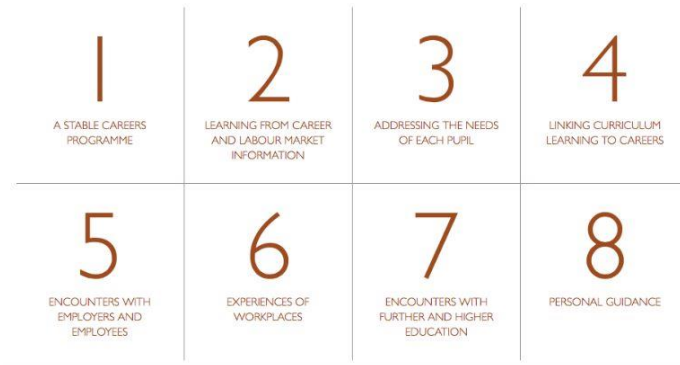 1
A STABLE CAREERS
PROGRAMME
2
LEARNING FROM CAREER
AND LABOUR MARKET
INFORMATION
3
ADDRESSING THE NEEDS
OF EACH PUPIL
4
LINKING CURRICULUM
LEARNING TO CAREERS
5
ENCOUNTERS WITH
EMPLOYERS AND
EMPLOYEES
6
EXPERIENCES OF
WORKPLACES
7
ENCOUNTERS WITH
FURTHER AND HIGHER
EDUCATION
8
PERSONAL GUIDANCE